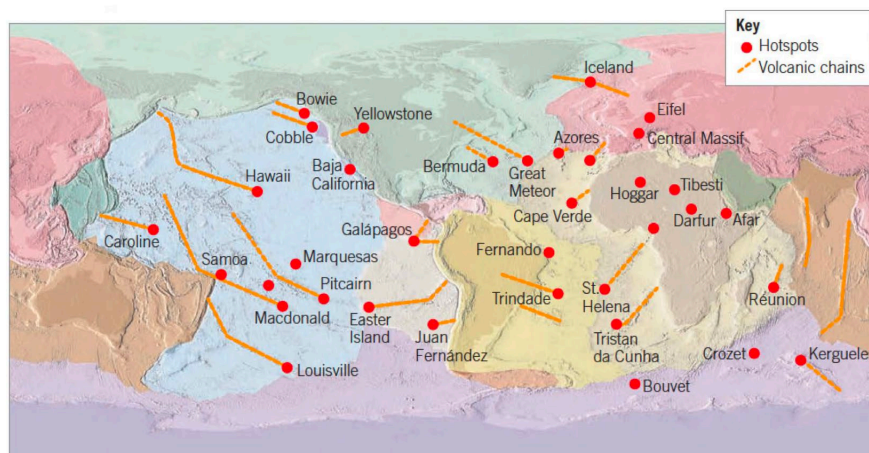 Key
Hotspots
Volcanic chains
Iceland
Bowie
Yellowstone
Eifel
Cobble
Azores
Central Massif
Baja
California
Bermuda
Great
Meteor
Hawaii
Hoggar
Tibesti
Cape Verde
Darfur
Afar
Galápagos
Caroline
Fernando
Samoa
Marquesas
Pitcairn
Trindade
St.
Helena
Réunion
Macdonald
Easter
Island
Juan
Fernández
Tristan
da Cunha
Crozet
Kerguele
Louisville
Bouvet